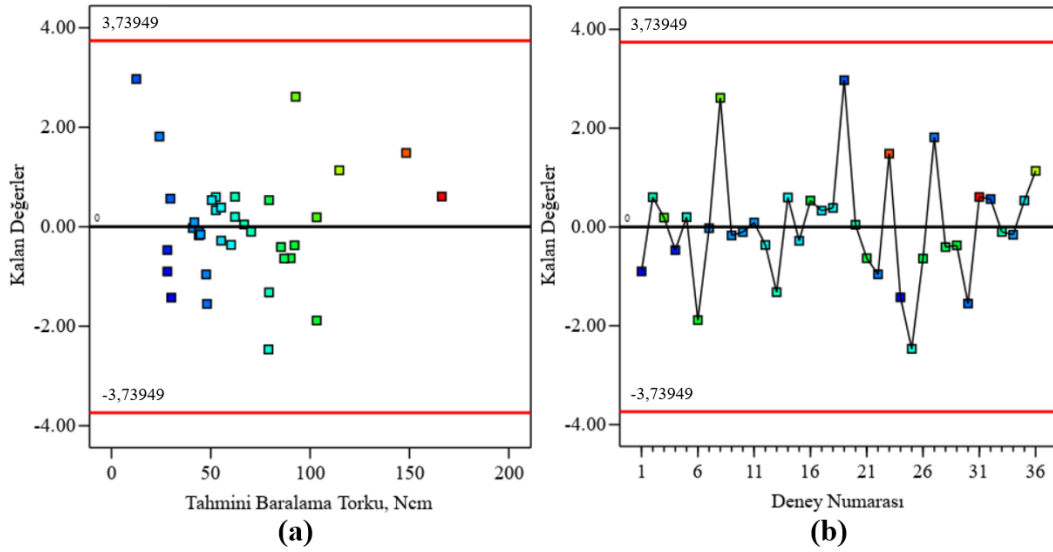 4.00
3,73949
2.00
0
0.00
-2.00
-3,73949
-4.00
Kalan Değerler
0 50 100 150 200
Tahmini Baralama Torku, Ncm
(a)
4.00
3,73949
2.00
0
0.00
-2.00
-3,73949
-4.00
Kalan Değerler
1 6 11 16 21 26 31 36
Deney Numarası
(b)